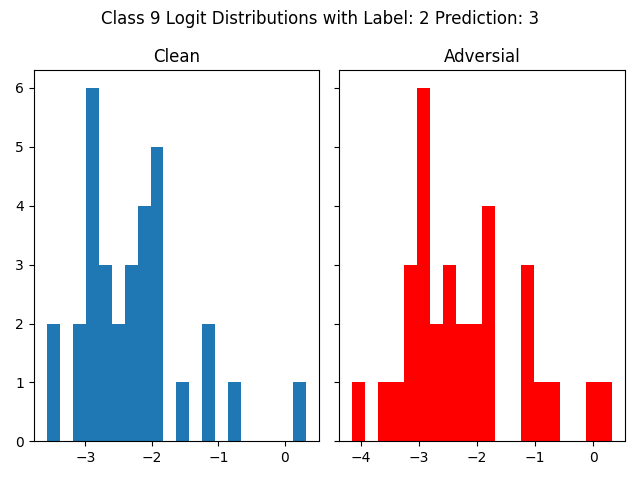 Class 9 Logit Distributions with Label: 2 Prediction: 3
Clean
Adversial
6
5
4
3
2
1
0
−3 −2 −1 0
−4 −3 −2 −1 0